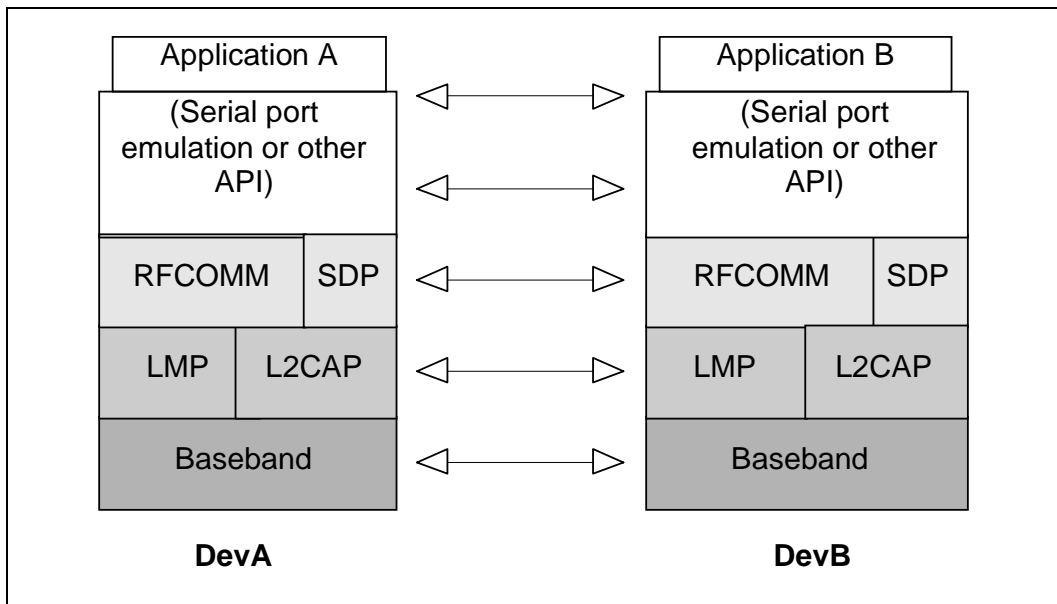 Application A
(Serial port
emulation or other
API)
RFCOMM
SDP
LMP
L2CAP
Baseband
DevA
Application B
(Serial port
emulation or other
API)
RFCOMM
SDP
LMP
L2CAP
Baseband
DevB